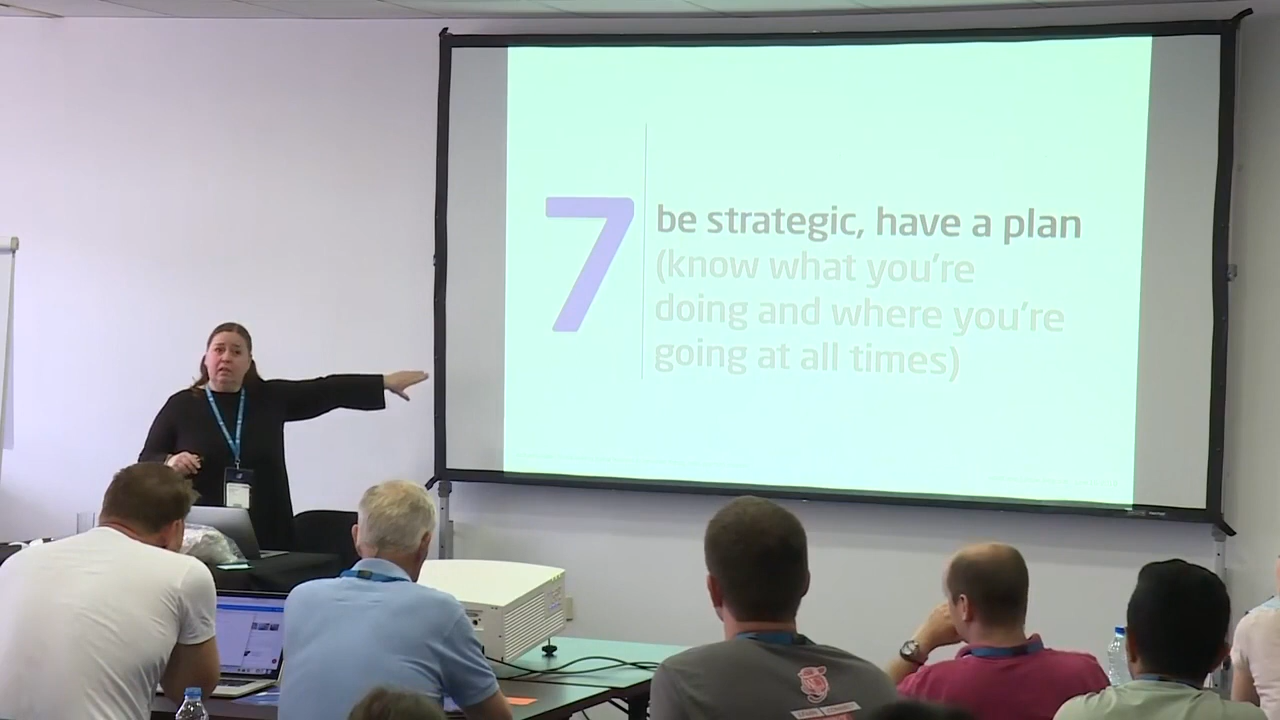 7
be strategic, have a plan
(know what you're
doing and where you're
going at all times)